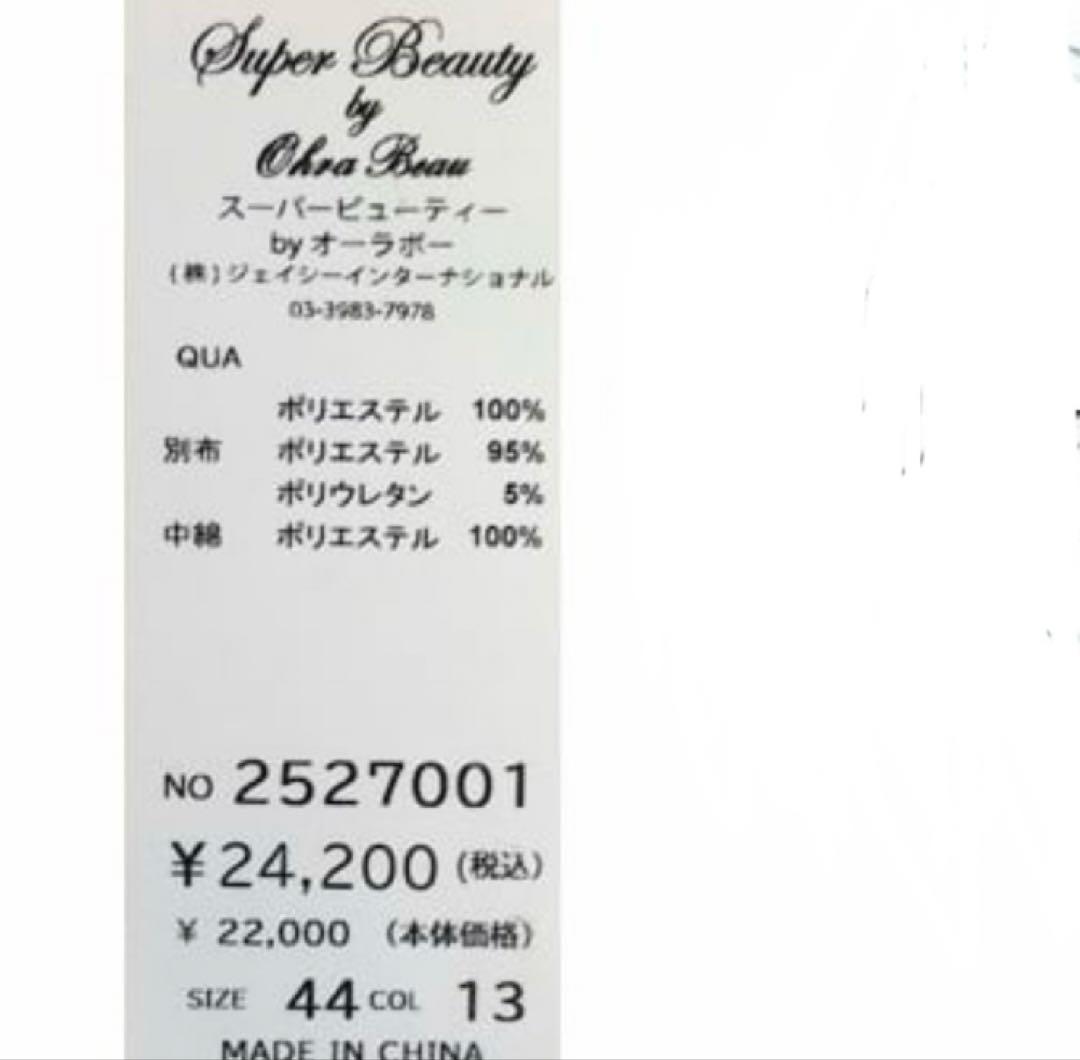 Super Beauty
by
Ohra Beau
スーパービューティー
by オーラボー
(株)ジェイシーインターナショナル
03-3983-7978
QUA
ポリエステル 100%
別布 ポリエステル 95%
ポリウレタン 5%
中綿 ポリエステル 100%
NO 2527001
¥24,200 (税込)
¥ 22,000 (本体価格)
SIZE 44 COL 13
MADE IN CHINA